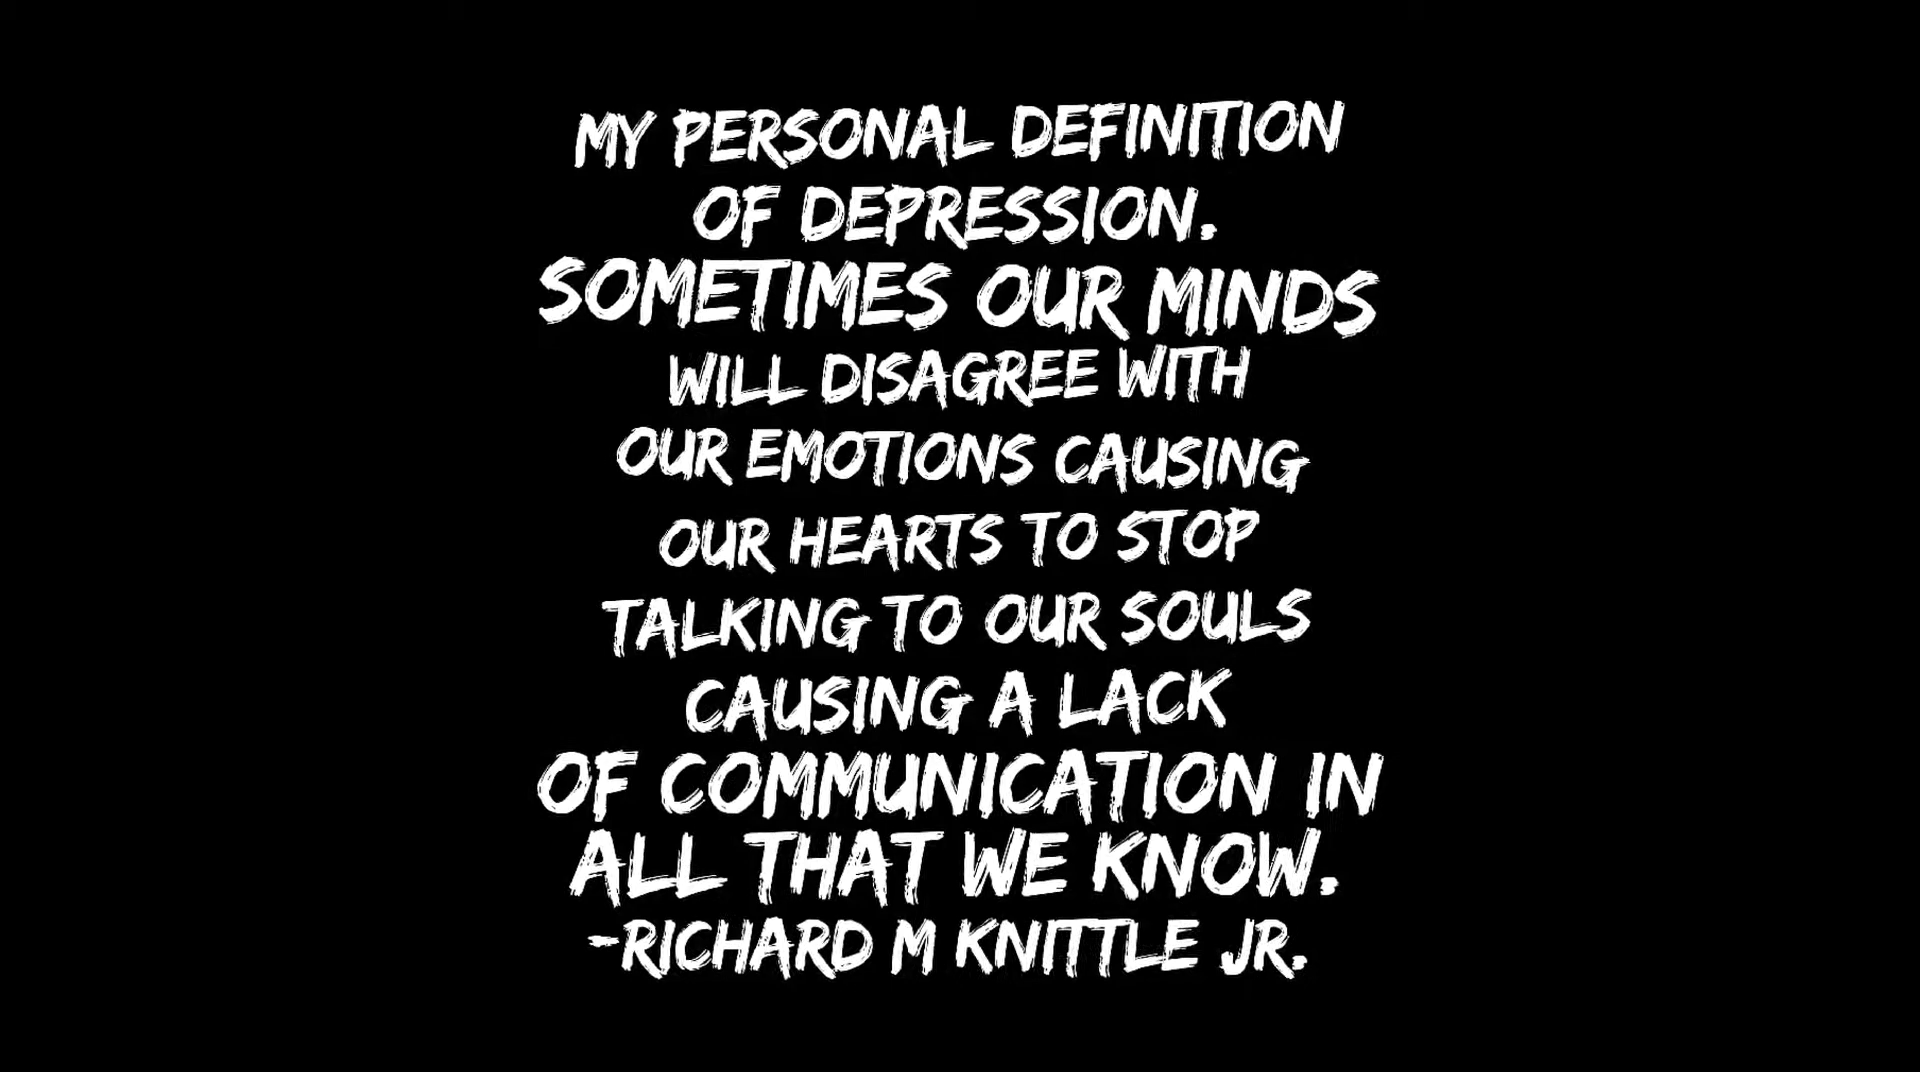 MY PERSONAL DEFINITION
OF DEPRESSION.
SOMETIMES OUR MINDS
WILL DISAGREE WITH
OUR EMOTIONS CAUSING
OUR HEARTS TO STOP
TALKING TO OUR SOULS
CAUSING A LACK
OF COMMUNICATION IN
ALL THAT WE KNOW.
-RICHARD M KNITTLE JR.